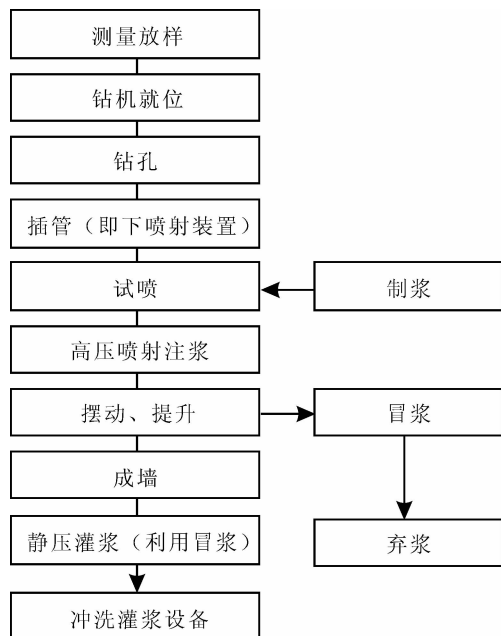 测量放样
钻机就位
钻孔
插管（即下喷射装置）
试喷
制浆
高压喷射注浆
摆动、提升
冒浆
成墙
静压灌浆（利用冒浆）
弃浆
冲洗灌浆设备